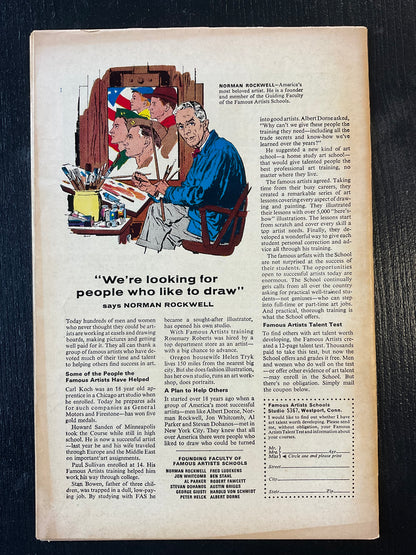 NORMAN ROCKWELL—America's
most beloved artist. He is a founder
and member of the Guiding Faculty
of the Famous Artists Schools.
"We're looking for
people who like to draw"
says NORMAN ROCKWELL
Today hundreds of men and women
who never thought they could be art-
ists are working at easels and drawing
boards, making pictures and getting
well paid for it. They all can thank a
group of famous artists who have de-
voted much of their time and talent
to helping others find success in art.
Some of the People the
Famous Artists Have Helped
Carl Koch was an 18 year old ap-
prentice in a Chicago art studio when
enrolled. Today he prepares ads
for such companies as General
Motors and Firestone—has won five
gold medals.
Howard Sanden of Minneapolis
took the Course while still in high
school. He is now a successful artist
—last year he and his wife traveled
through Europe and the Middle East
on important art assignments.
Paul Sullivan enrolled at 14. His
Famous Artists training helped him
work his way through college.
Stan Bowen, father of three child-
ren, was trapped in a dull, low-pay-
ing job. By studying with FAS he
became a sought-after illustrator,
has opened his own studio.
With Famous Artists training
Rosemary Roberts was hired by a
top department store as an artist—
with a big chance to advance.
Oregon housewife Helen Tryk
lives 70 miles from the nearest big
city. But she does fashion illustration,
has her own studio, runs an art work-
shop, does portraits.
A Plan to Help Others
It started over 18 years ago when a
group of America's most successful
artists—men like Albert Dorne, Nor-
man Rockwell, Jon Whitcomb, Al
Parker and Stevan Dohanos—met in
New York City. They knew that all
over America there were people who
had to draw and who could be turned
FOUNDING FACULTY OF
FAMOUS ARTISTS SCHOOLS
NORMAN ROCKWELL FRED LUDEKENS
JON WHITCOMB BEN STAHL
AL PARKER ROBERT FAWCETT
STEVAN DOHANOS AUSTIN BRIGGS
GEORGE GIUSTI HAROLD VON SCHMIDT
PETER HELCK ALBERT DORNE
into good artists. Albert Dorne asked,
"Why can't we give these people the
training they need—including all the
trade secrets and know-how we've
learned over the years?"
He suggested a new kind of art
school—a home study art school—
that would give talented people the
best professional art training, no
matter where they live.
The famous artists agreed. Taking
time from their busy careers, they
created a remarkable series of art
lessons covering every aspect of draw-
ing and painting. They illustrated
their lessons with over 5,000 "here's-
how" illustrations. The lessons start
from scratch and cover every skill a
top artist needs. Finally, they de-
veloped a wonderful way to give each
student personal correction and ad-
vice all through his training.
The famous artists with the School
are not surprised at the success of
their students. The opportunities
open to successful artists today are
enormous. The School continually
gets calls from all over the country
asking for practical well-trained stu-
dents—not geniuses—who can step
into full-time or part-time art jobs.
And practical, thorough training is
what the School offers.
Famous Artists Talent Test
To find others with art talent worth
developing, the Famous Artists cre-
ated a 12-page talent test. Thousands
paid to take this test, but now the
School offers and grades it free. Men
and women who do well on the test
—or offer other evidence of art talent
—may enroll in the School. But
there's no obligation. Simply mail
the coupon below.
Famous Artists Schools
Studio 5367, Westport, Conn.
I would like to find out whether I have
art talent worth developing. Please send
me, without obligation, your Famous
Artists Talent Test and information about
your courses.
Mr.
Mrs. Age
Miss Circle one and please print
Street
City
State Zip